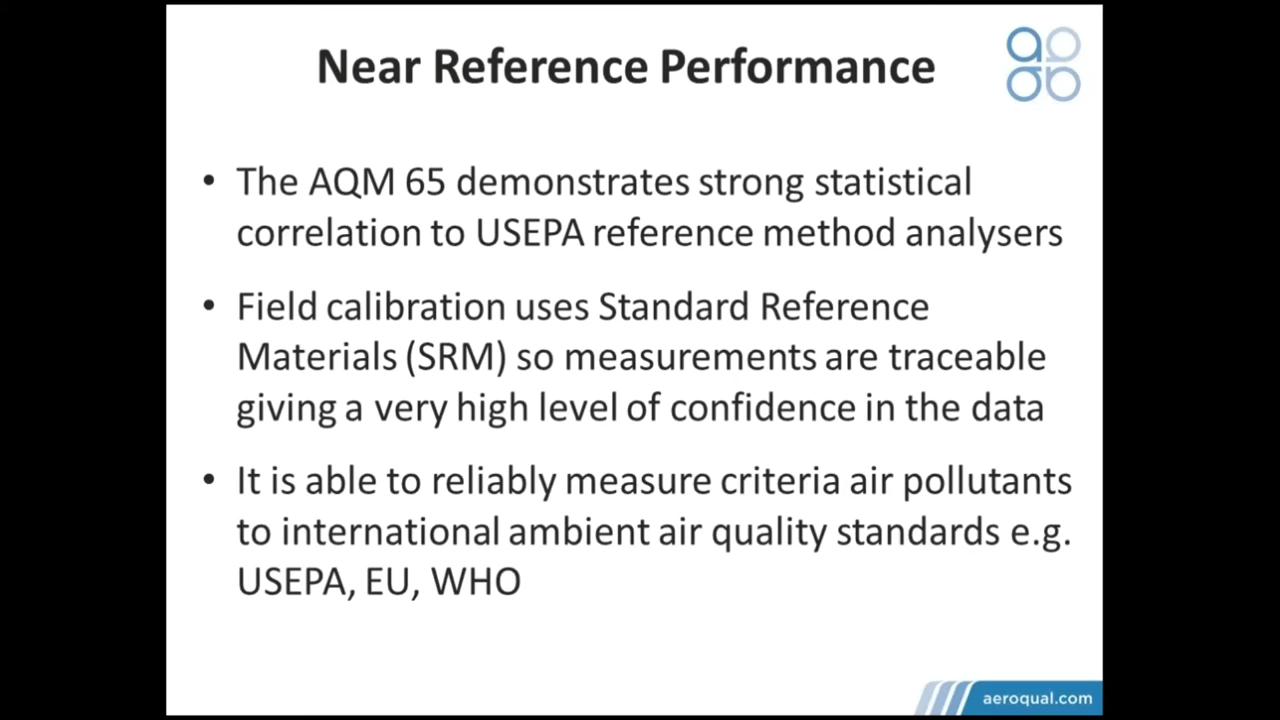 Near Reference Performance
• The AQM 65 demonstrates strong statistical
correlation to USEPA reference method analysers
• Field calibration uses Standard Reference
Materials (SRM) so measurements are traceable
giving a very high level of confidence in the data
• It is able to reliably measure criteria air pollutants
to international ambient air quality standards e.g.
USEPA, EU, WHO
aeroqual.com